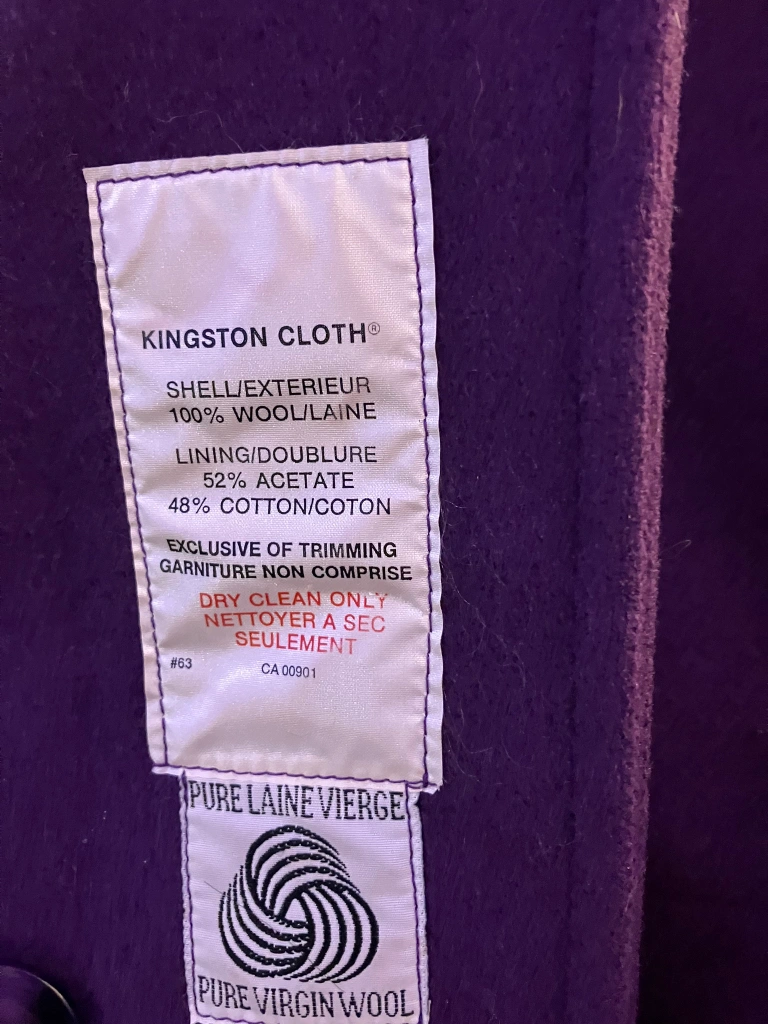 KINGSTON CLOTH®
SHELL/EXTERIEUR
100% WOOL/LAINE
LINING/DOUBLURE
52% ACETATE
48% COTTON/COTON
EXCLUSIVE OF TRIMMING
GARNITURE NON COMPRISE
DRY CLEAN ONLY
NETTOYER A SEC
SEULEMENT
#63 CA 00901
PURE LAINE VIERGE
PURE VIRGIN WOOL